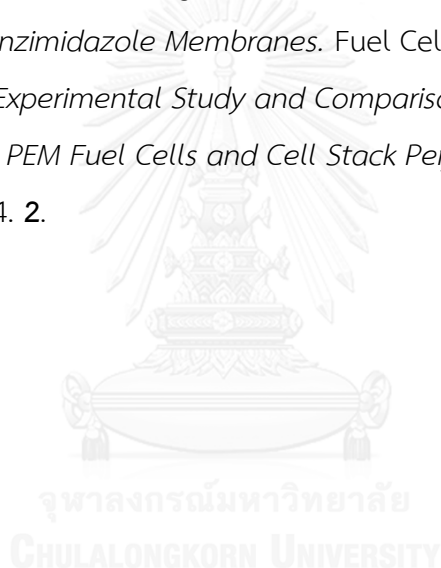 nzimidazole Membranes. Fuel Cel
Experimental Study and Comparis
PEM Fuel Cells and Cell Stack Pe
4. 2.
จุฬาลงกรณ์มหาวิทยาลัย
CHULALONGKORN UNIVERSITY